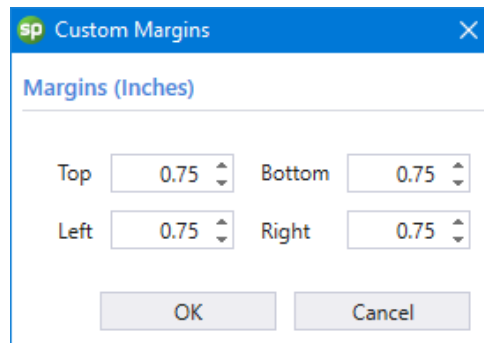 sp Custom Margins
Margins (Inches)
Top 0.75 Bottom 0.75
Left 0.75 Right 0.75
OK Cancel